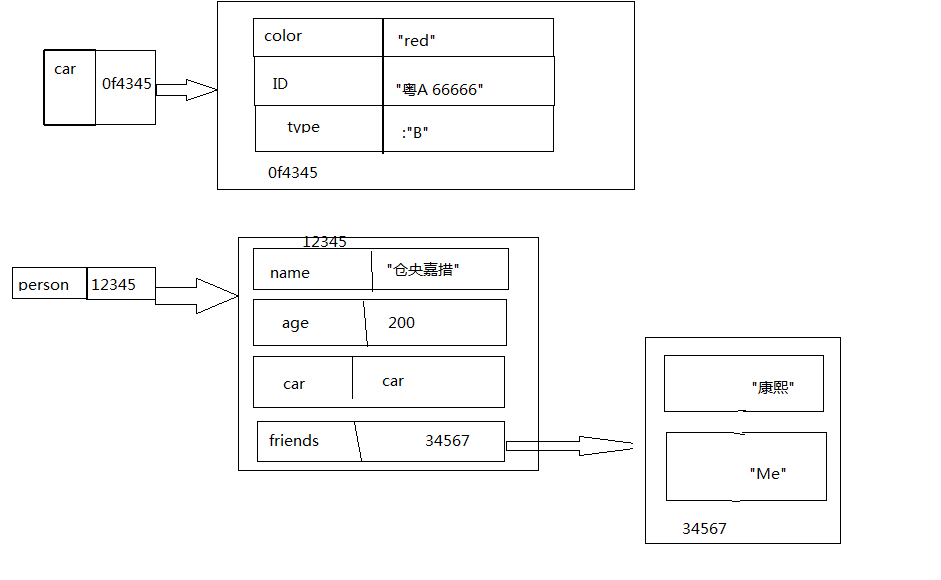 color "red"
car 0f4345
ID "粤A 66666"
type :"B"
0f4345
12345
person 12345
name "仓央嘉措"
age 200
car car
friends 34567
"康熙"
"Me"
34567